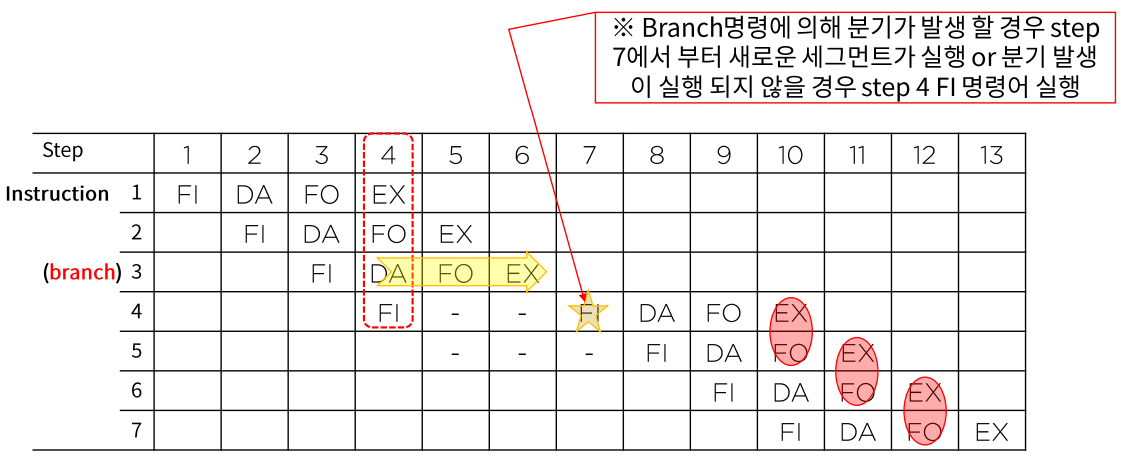 ※ Branch명령에 의해 분기가 발생 할 경우 step
7에서 부터 새로운 세그먼트가 실행 or 분기 발생
이 실행 되지 않을 경우 step 4 FI 명령어 실행
Step 1 2 3 4 5 6 7 8 9 10 11 12 13
Instruction 1 FI DA FO EX
2 FI DA FO EX
(branch) 3 FI DA FO EX
4 FI - - FI DA FO EX
5 - - - FI DA FO EX
6 FI DA FO EX
7 FI DA FO EX